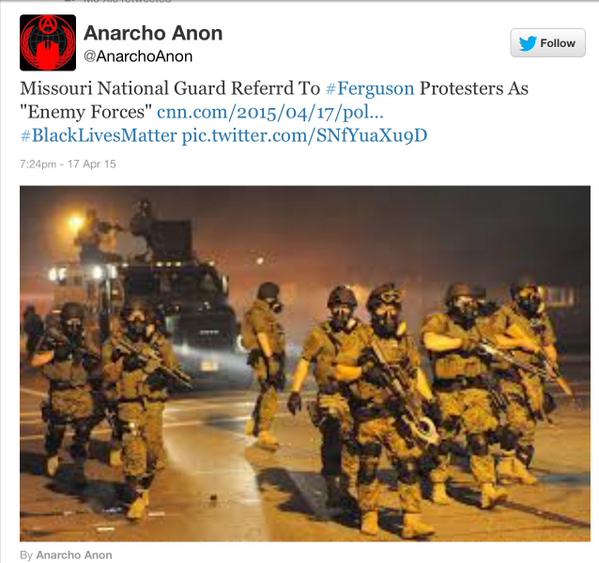 Anarcho Anon
@AnarchoAnon
Follow
Missouri National Guard Referrd To #Ferguson Protesters As
"Enemy Forces" cnn.com/2015/04/17/pol...
#BlackLivesMatter pic.twitter.com/SNfYuaXu9D
7:24pm - 17 Apr 15
By Anarcho Anon